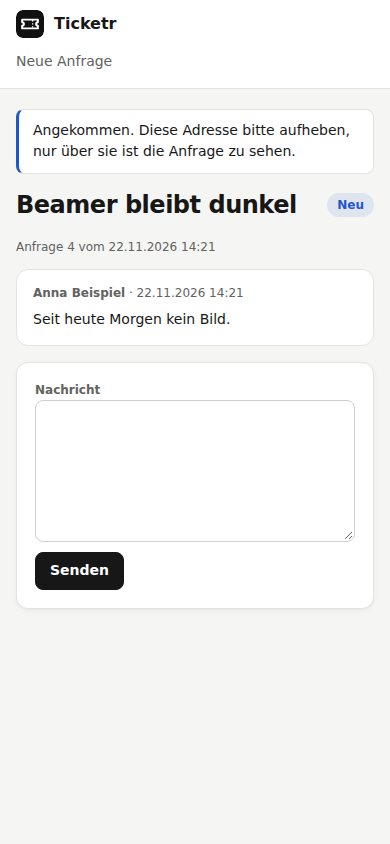 Ticketr
Neue Anfrage
Angekommen. Diese Adresse bitte aufheben,
nur über sie ist die Anfrage zu sehen.
Beamer bleibt dunkel
Neu
Anfrage 4 vom 22.11.2026 14:21
Anna Beispiel · 22.11.2026 14:21
Seit heute Morgen kein Bild.
Nachricht
Senden